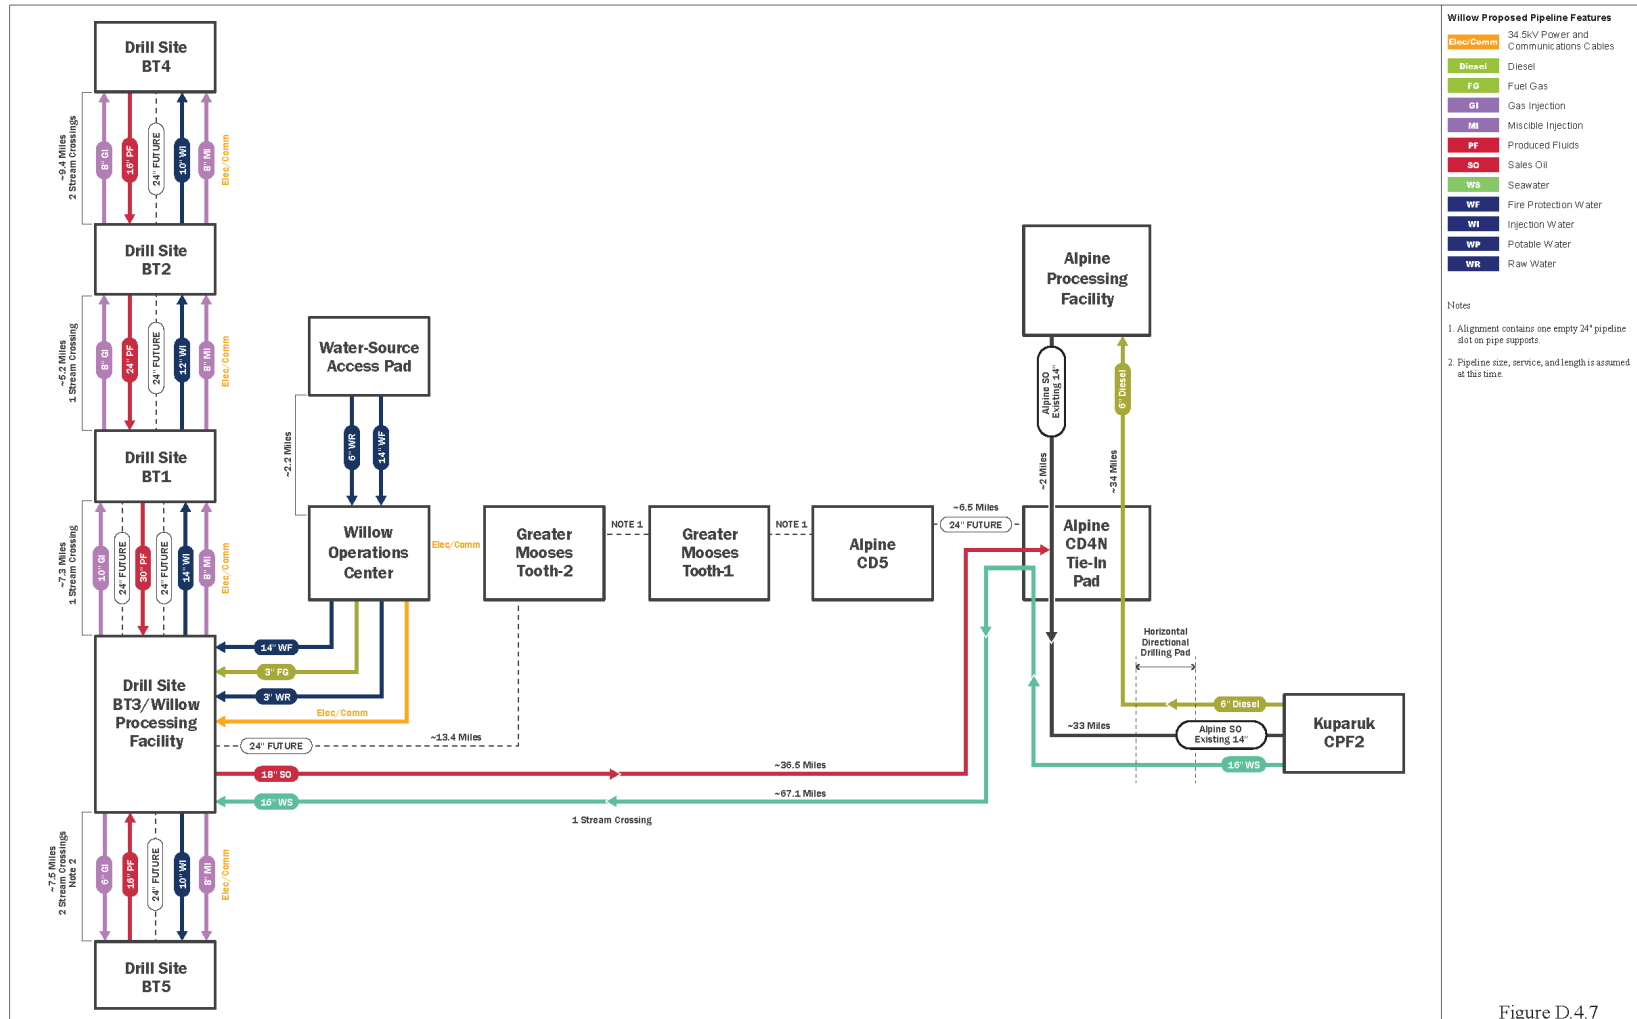 Drill Site
BT4
~9.4 Miles
2 Stream Crossings
8" GI
16" PF
24" FUTURE
10" WI
8" MI
Elec/Comm
Drill Site
BT2
~5.2 Miles
1 Stream Crossing
8" GI
24" PF
24" FUTURE
12" WI
8" MI
Elec/Comm
Drill Site
BT1
~7.3 Miles
1 Stream Crossing
10" GI
24" FUTURE
30" PF
24" FUTURE
14" WI
8" MI
Elec/Comm
Drill Site
BT3/Willow
Processing
Facility
~7.5 Miles
2 Stream Crossings
Note 2
6" GI
16" PF
24" FUTURE
10" WI
8" MI
Elec/Comm
Drill Site
BT5
Water-Source
Access Pad
~2.2 Miles
6" WR
14" WF
Willow
Operations
Center
Elec/Comm
14" WF
3" FG
3" WR
Elec/Comm
24" FUTURE
~13.4 Miles
18" SO
~36.5 Miles
16" WS
~67.1 Miles
1 Stream Crossing
Greater
Mooses
Tooth-2
NOTE 1
Greater
Mooses
Tooth-1
NOTE 1
Alpine
CD5
~6.5 Miles
24" FUTURE
Alpine
Processing
Facility
Alpine SO
Existing 14"
6" Diesel
~2 Miles
~34 Miles
Alpine
CD4N
Tie-In
Pad
Horizontal
Directional
Drilling Pad
6" Diesel
~33 Miles
Alpine SO
Existing 14"
16" WS
Kuparuk
CPF2
Willow Proposed Pipeline Features
Elec/Comm 34.5kV Power and
Communications Cables
Diesel Diesel
FG Fuel Gas
GI Gas Injection
MI Miscible Injection
PF Produced Fluids
SO Sales Oil
WS Seawater
WF Fire Protection Water
WI Injection Water
WP Potable Water
WR Raw Water
Notes
1. Alignment contains one empty 24" pipeline
slot on pipe supports.
2. Pipeline size, service, and length is assumed
at this time.
Figure D.4.7